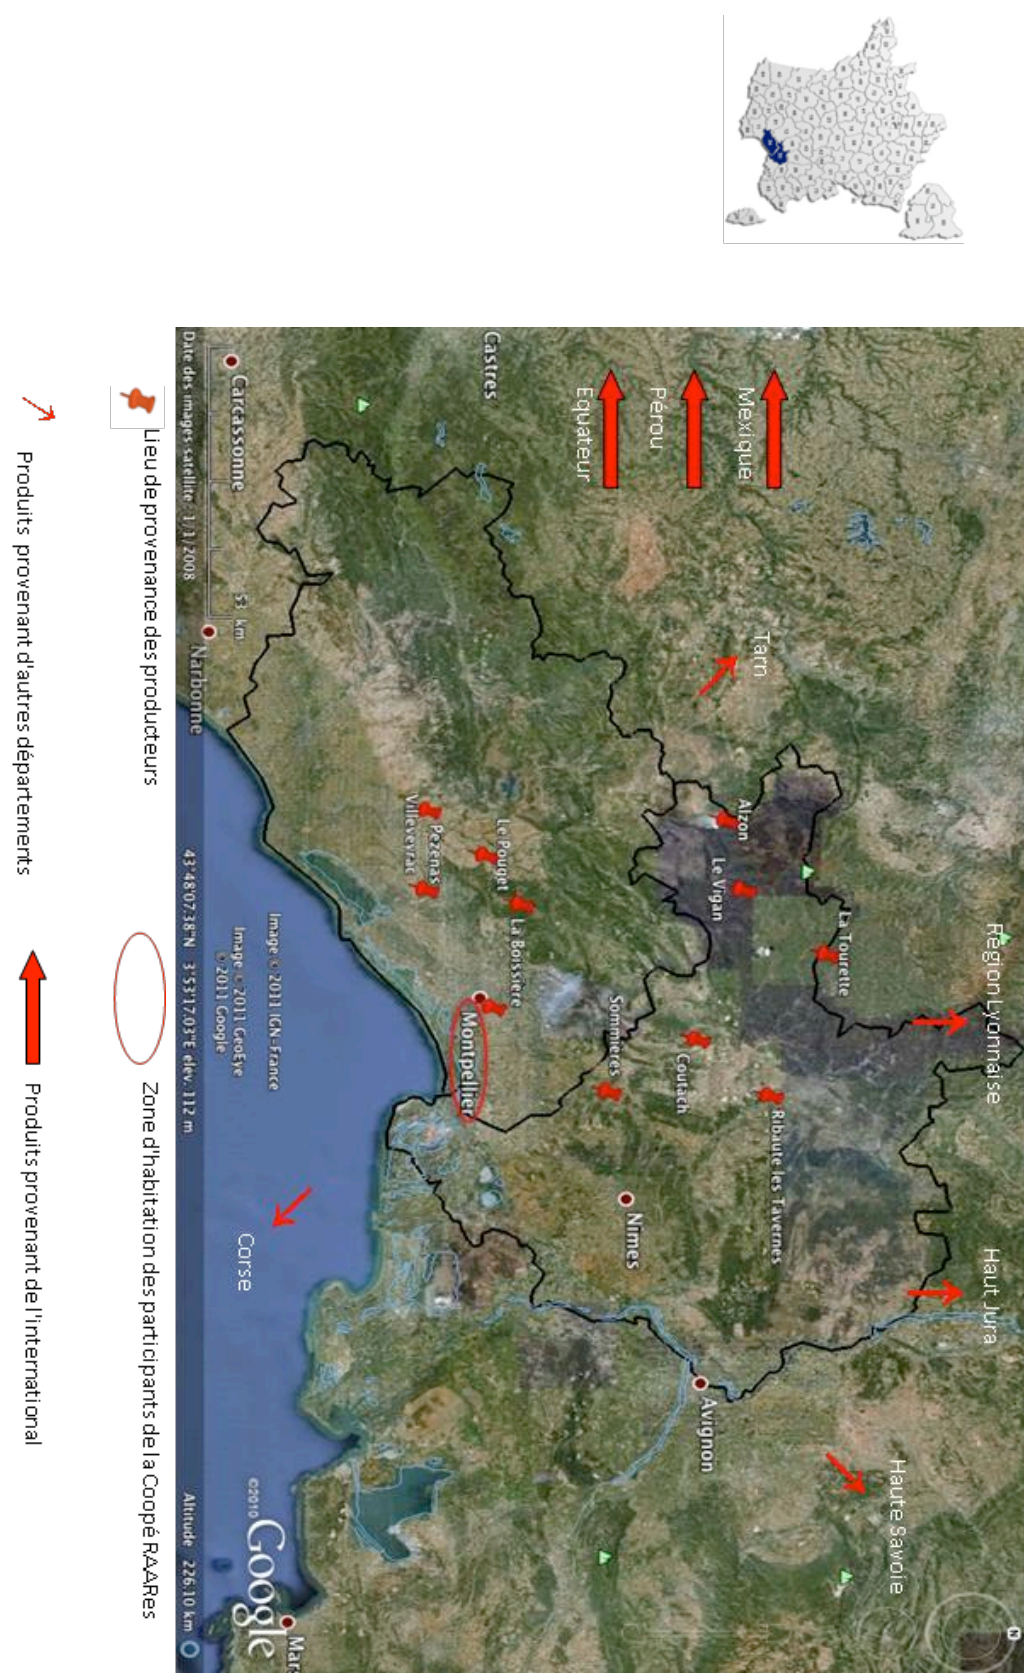 Région Lyonnaise
Haut Jura
Haute Savoie
N
Mexique
Pérou
Equateur
Tarn
La Tourette
Alzon
Le Vigan
Ribaute les Tavernes
Coutach
Sommières
Nîmes
Avignon
Castres
Le Pouget
La Boissière
Pézenas
Villeveyrac
Montpellier
Carcassonne
Narbonne
53 km
Corse
Mars
Image © 2011 IGN-France
Image © 2011 GeoEye
© 2011 Google
©2010 Google
Date des images satellite 1/1/2008
43°48'07.38"N 3°53'17.03"E élév. 112 m
Altitude 226.10 km
Lieu de provenance des producteurs
Zone d'habitation des participants de la Coopé RAARes
Produits provenant d'autres départements
Produits provenant de l'international